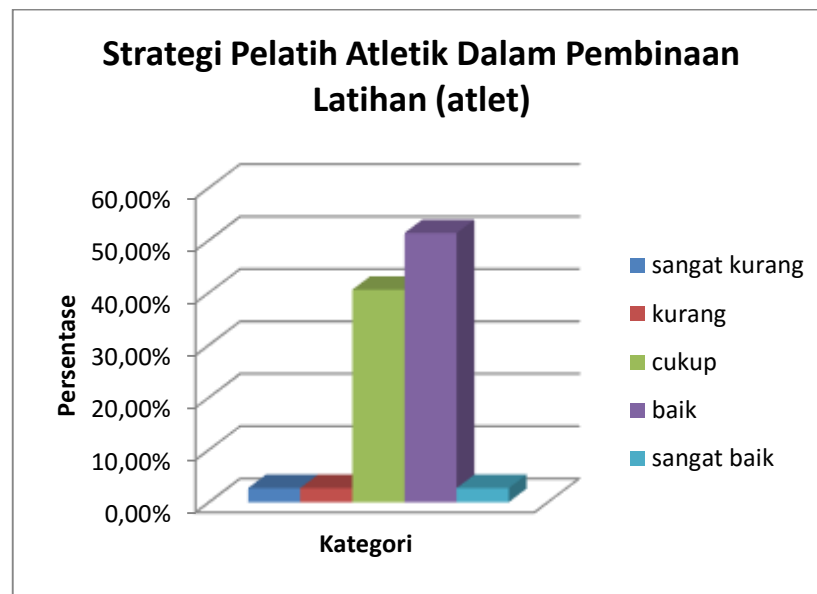 Strategi Pelatih Atletik Dalam Pembinaan
Latihan (atlet)
60,00%
50,00%
40,00%
30,00%
20,00%
10,00%
0,00%
Persentase
Kategori
sangat kurang
kurang
cukup
baik
sangat baik